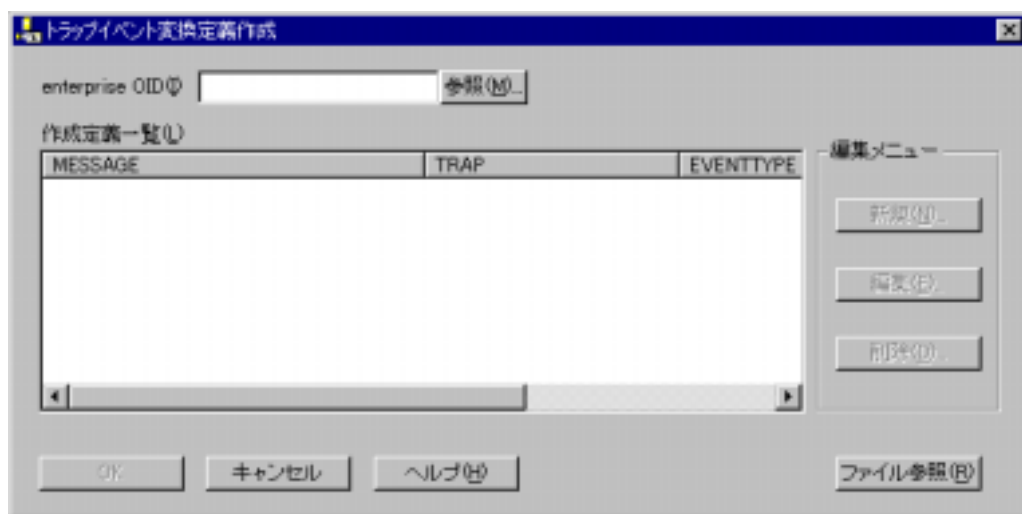 トラップイベント変換定義作成
enterprise OID(I)
参照(M)...
作成定義一覧(L)
MESSAGE TRAP EVENTTYPE
編集メニュー
新規(N)...
編集(E)...
削除(D)...
OK キャンセル ヘルプ(H) ファイル参照(R)